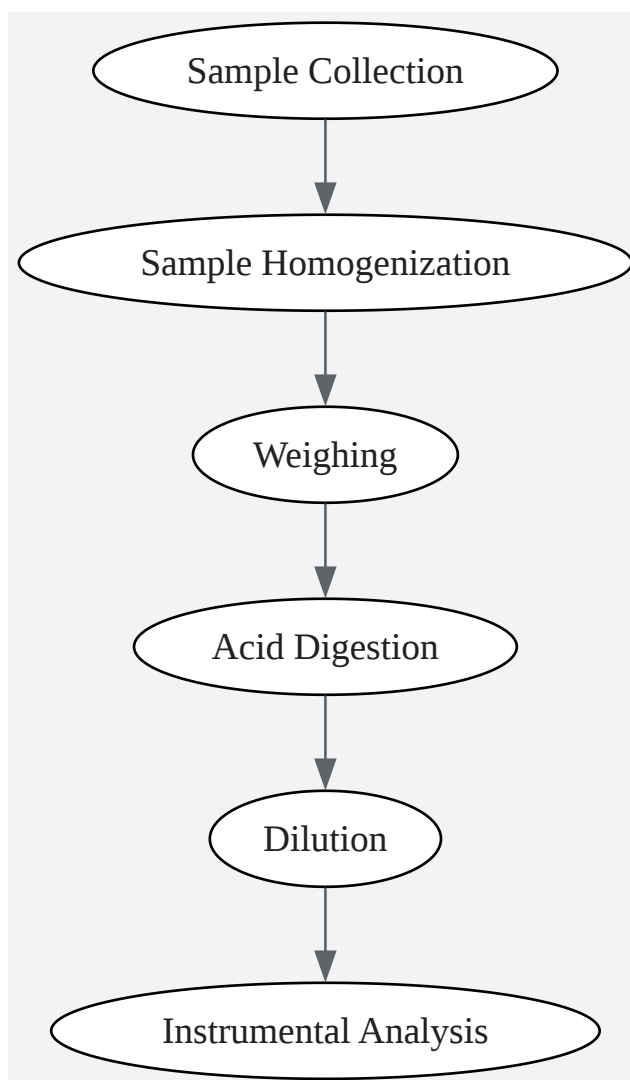 Sample Collection
Sample Homogenization
Weighing
Acid Digestion
Dilution
Instrumental Analysis